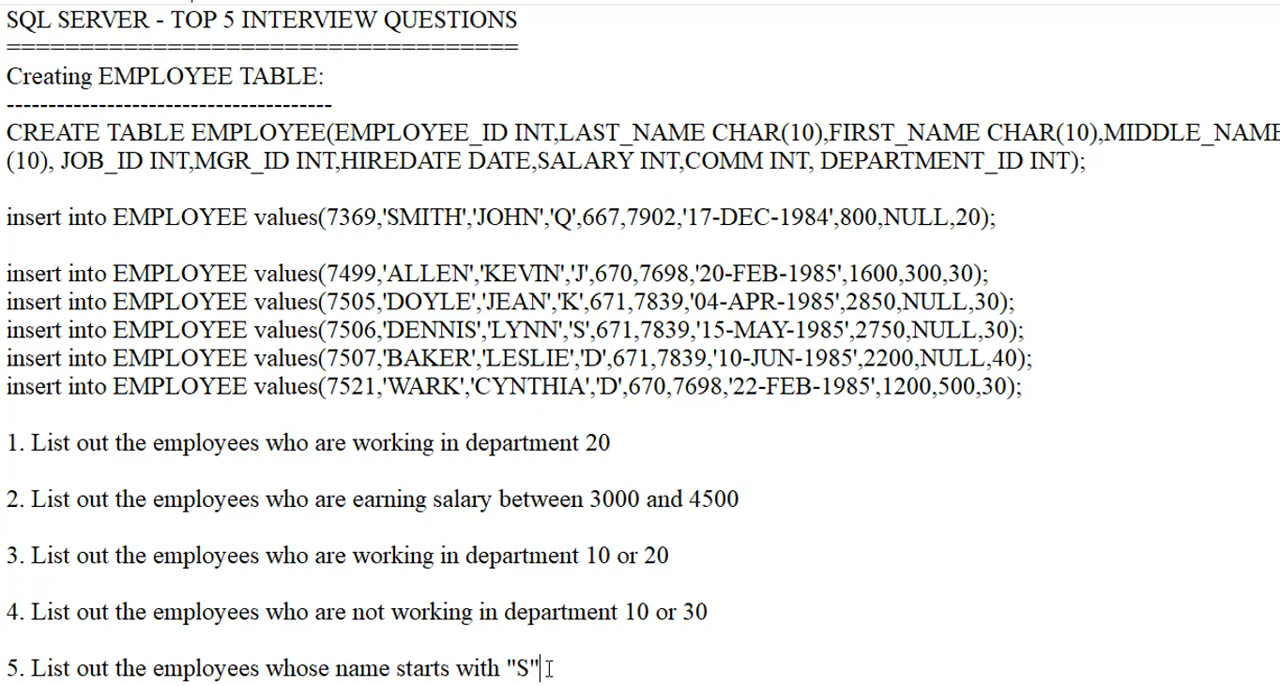 SQL SERVER - TOP 5 INTERVIEW QUESTIONS
====================================
Creating EMPLOYEE TABLE:
---------------------------------------
CREATE TABLE EMPLOYEE(EMPLOYEE_ID INT,LAST_NAME CHAR(10),FIRST_NAME CHAR(10),MIDDLE_NAME
(10), JOB_ID INT,MGR_ID INT,HIREDATE DATE,SALARY INT,COMM INT, DEPARTMENT_ID INT);
insert into EMPLOYEE values(7369,'SMITH','JOHN','Q',667,7902,'17-DEC-1984',800,NULL,20);
insert into EMPLOYEE values(7499,'ALLEN','KEVIN','J',670,7698,'20-FEB-1985',1600,300,30);
insert into EMPLOYEE values(7505,'DOYLE','JEAN','K',671,7839,'04-APR-1985',2850,NULL,30);
insert into EMPLOYEE values(7506,'DENNIS','LYNN','S',671,7839,'15-MAY-1985',2750,NULL,30);
insert into EMPLOYEE values(7507,'BAKER','LESLIE','D',671,7839,'10-JUN-1985',2200,NULL,40);
insert into EMPLOYEE values(7521,'WARK','CYNTHIA','D',670,7698,'22-FEB-1985',1200,500,30);
1. List out the employees who are working in department 20
2. List out the employees who are earning salary between 3000 and 4500
3. List out the employees who are working in department 10 or 20
4. List out the employees who are not working in department 10 or 30
5. List out the employees whose name starts with "S"